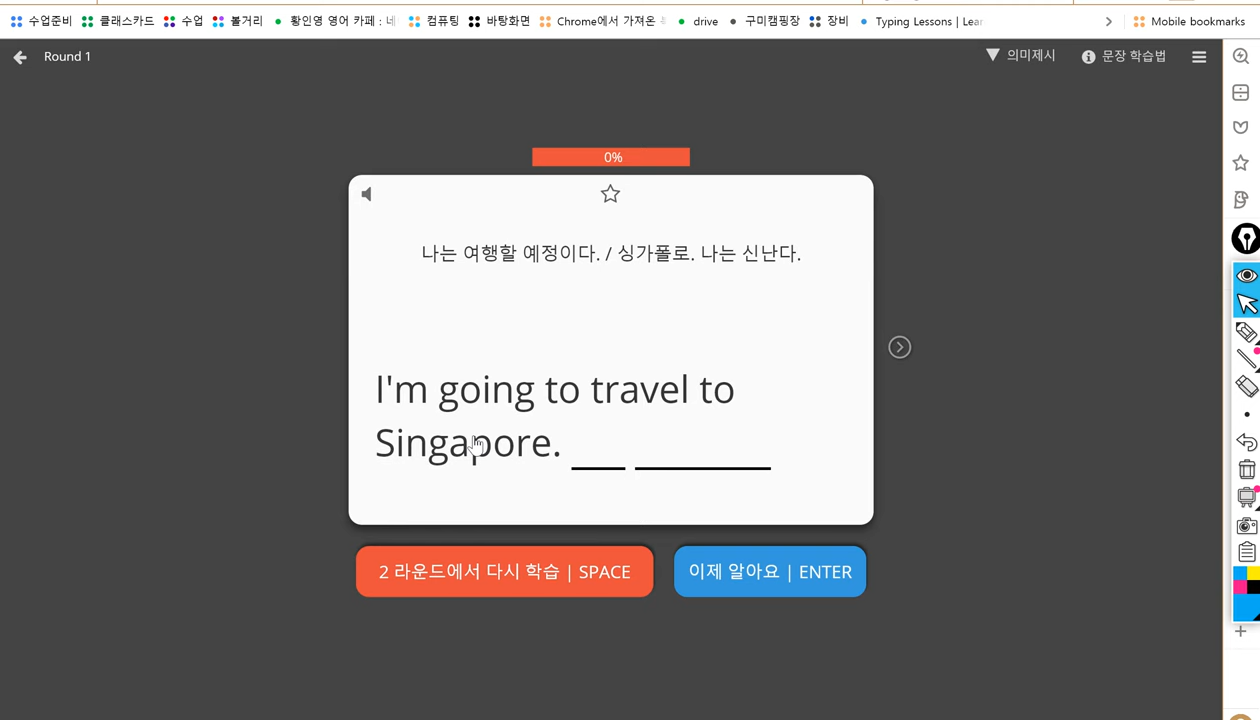 수업준비 클래스카드 수업 볼거리 황인영 영어 카페 : 네 컴퓨팅 바탕화면 Chrome에서 가져온 drive 구미캠핑장 장비 Typing Lessons | Lear Mobile bookmarks
Round 1 ▼ 의미제시 문장 학습법
0%
나는 여행할 예정이다. / 싱가폴로. 나는 신난다.
I'm going to travel to
Singapore.
2 라운드에서 다시 학습 | SPACE 이제 알아요 | ENTER